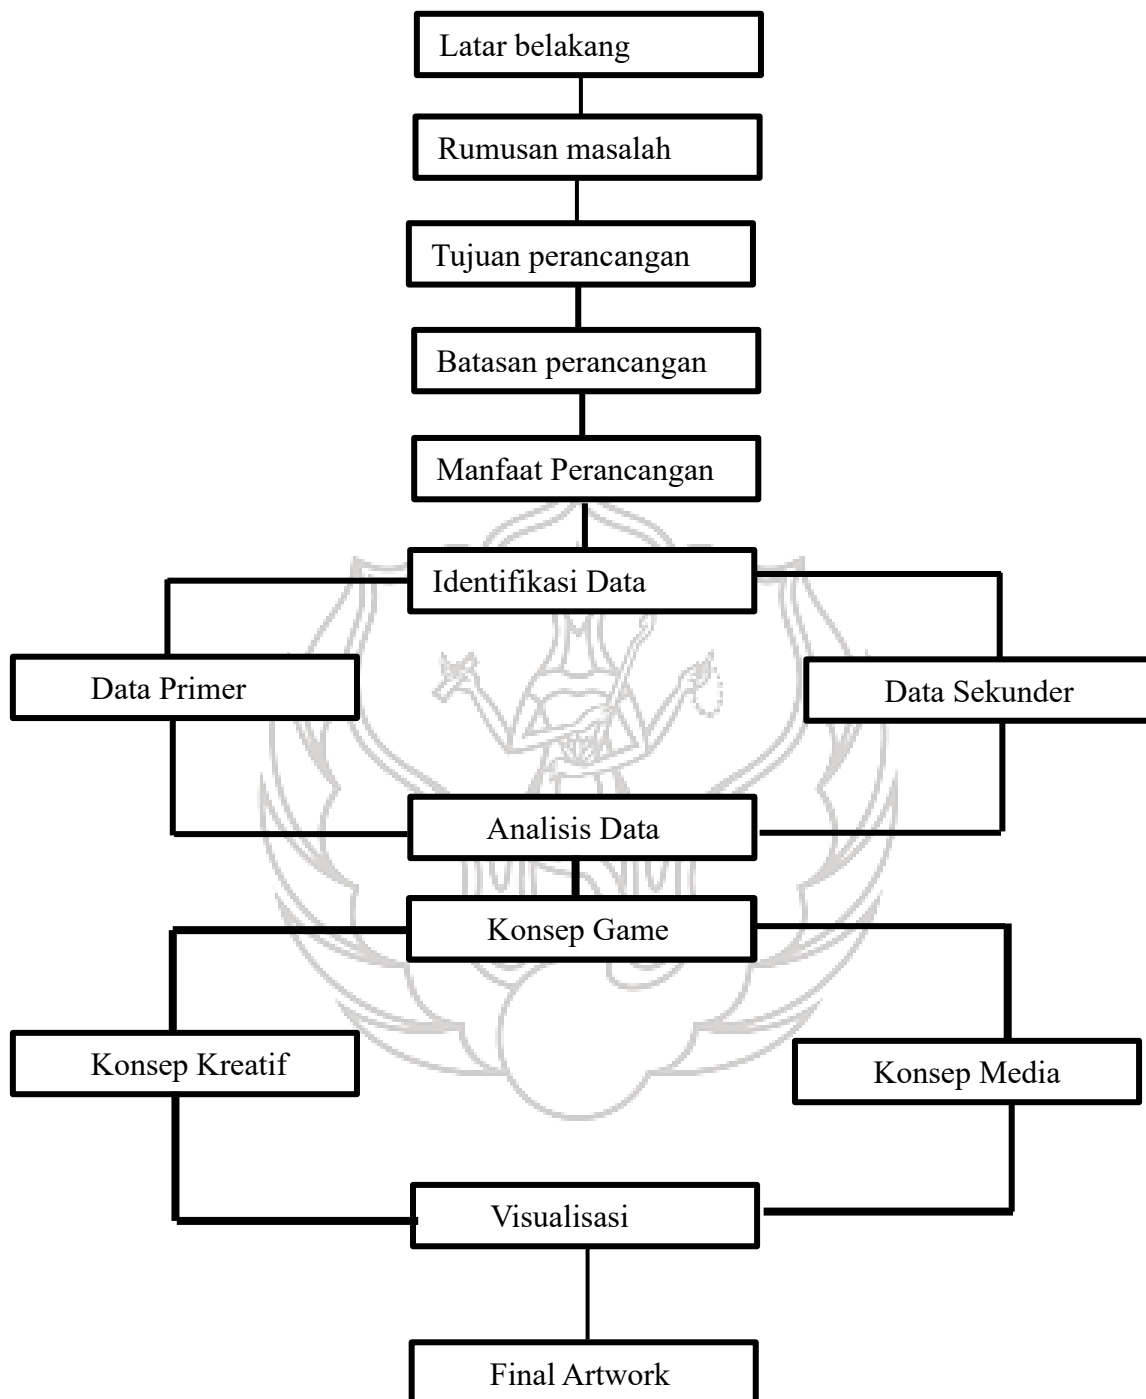 Latar belakang
Rumusan masalah
Tujuan perancangan
Batasan perancangan
Manfaat Perancangan
Identifikasi Data
Data Primer
Data Sekunder
Analisis Data
Konsep Game
Konsep Kreatif
Konsep Media
Visualisasi
Final Artwork